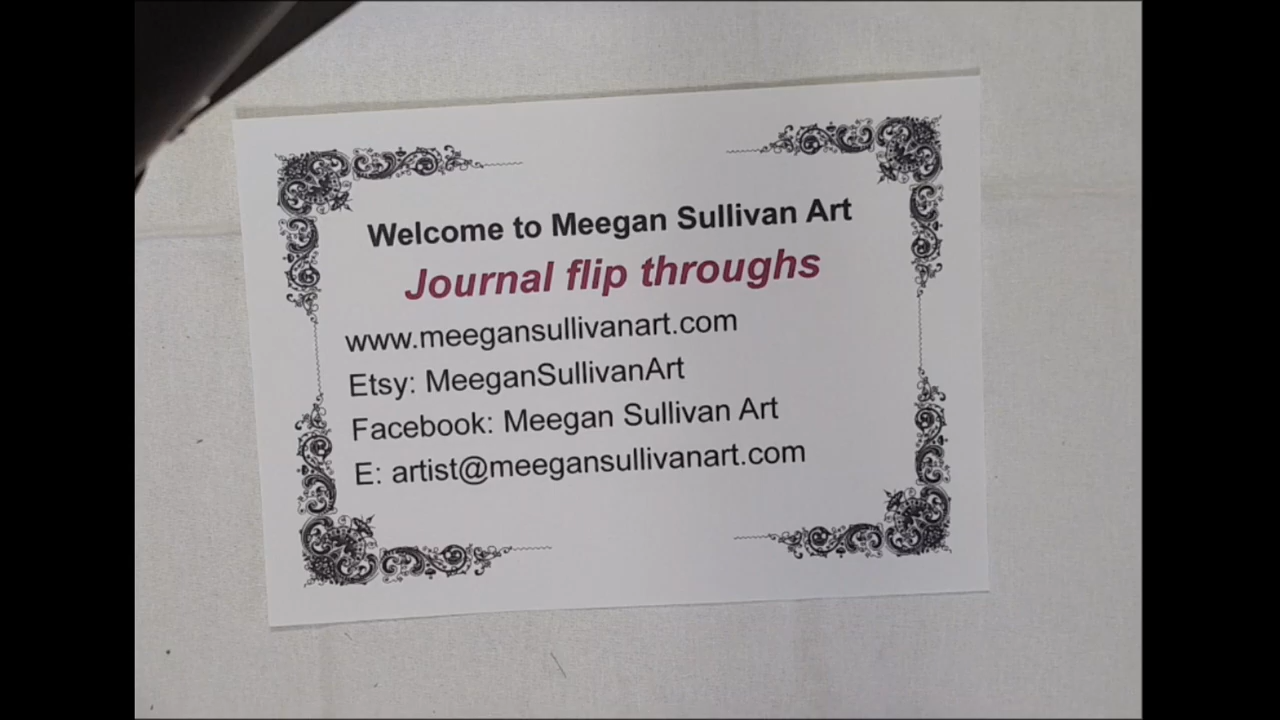 Welcome to Meegan Sullivan Art
Journal flip throughs
www.meegansullivanart.com
Etsy: MeeganSullivanArt
Facebook: Meegan Sullivan Art
E: artist@meegansullivanart.com